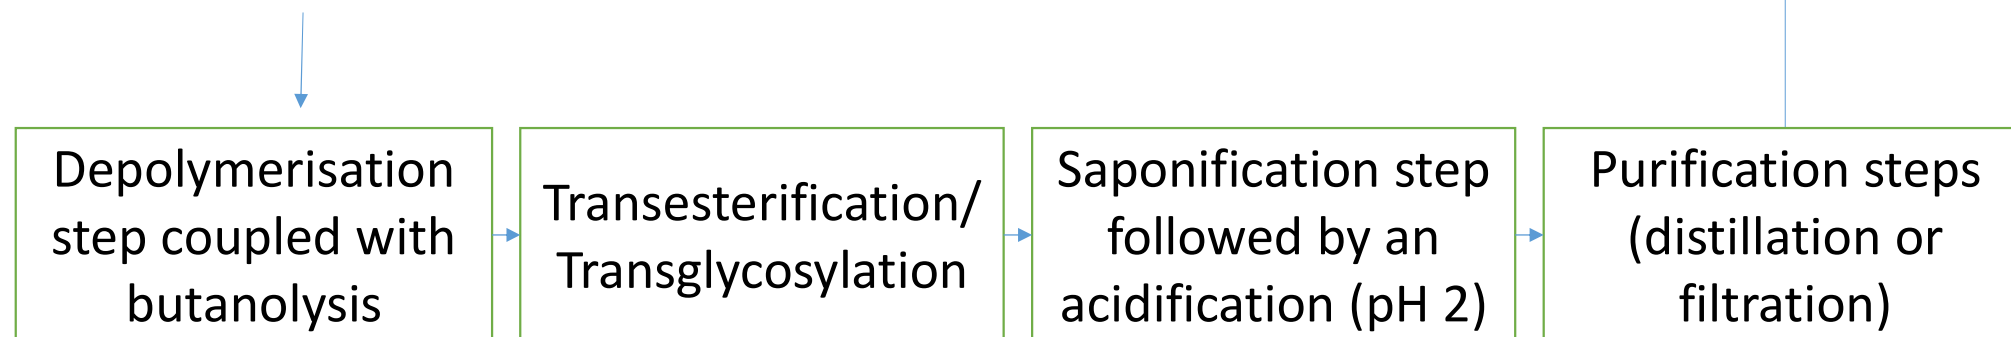 Depolymerisation
step coupled with
butanolysis
Transesterification/
Transglycosylation
Saponification step
followed by an
acidification (pH 2)
Purification steps
(distillation or
filtration)